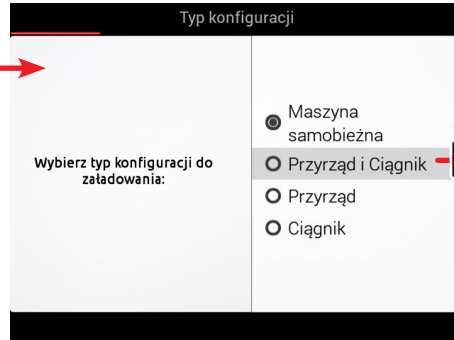 Typ konfiguracji
Wybierz typ konfiguracji do
załadowania:
Maszyna
samobieżna
Przyrząd i Ciągnik
Przyrząd
Ciągnik